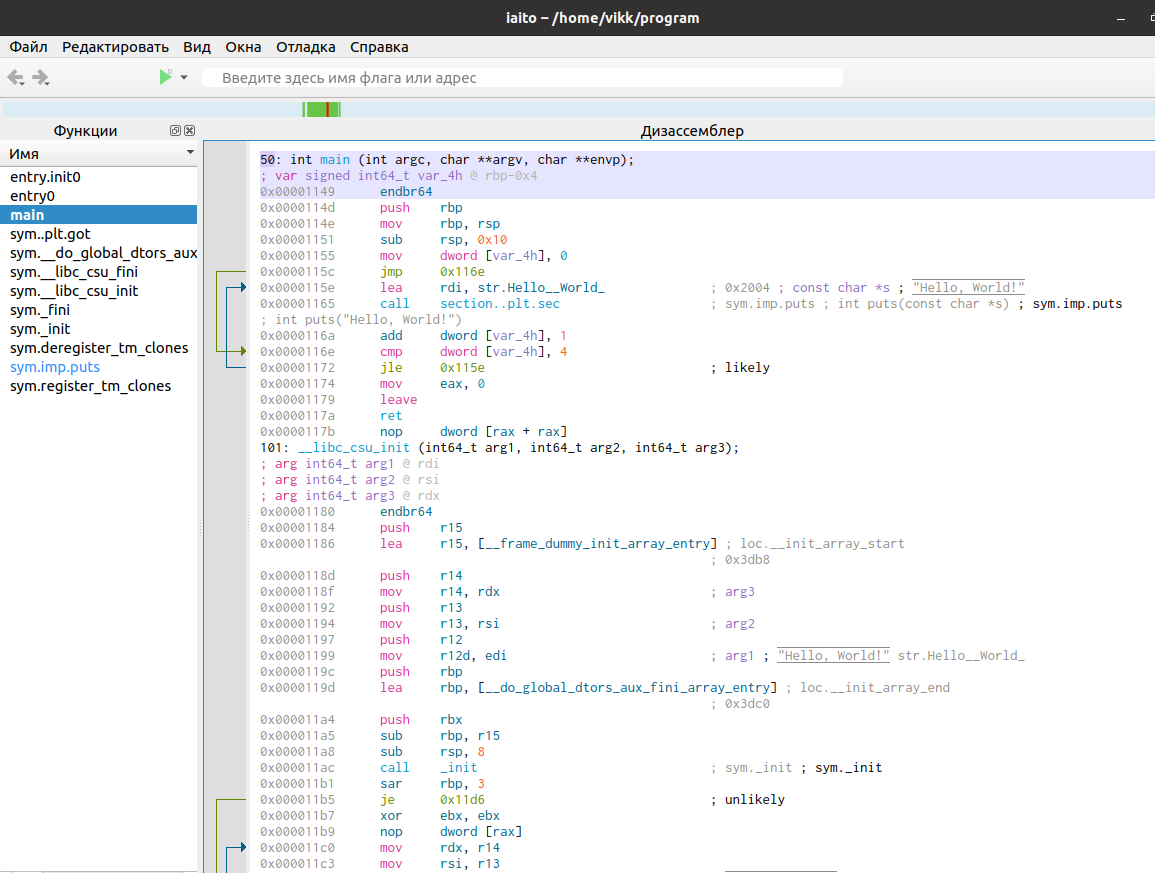 iaito – /home/vikk/program
Файл Редактировать Вид Окна Отладка Справка
Введите здесь имя флага или адрес
Функции
Дизассемблер
Имя
entry.init0
entry0
main
sym..plt.got
sym.__do_global_dtors_aux
sym.__libc_csu_fini
sym.__libc_csu_init
sym._fini
sym._init
sym.deregister_tm_clones
sym.imp.puts
sym.register_tm_clones
50: int main (int argc, char **argv, char **envp);
; var signed int64_t var_4h @ rbp-0x4
0x00001149 endbr64
0x0000114d push rbp
0x0000114e mov rbp, rsp
0x00001151 sub rsp, 0x10
0x00001155 mov dword [var_4h], 0
0x0000115c jmp 0x116e
0x0000115e lea rdi, str.Hello__World_ ; 0x2004 ; const char *s ; "Hello, World!"
0x00001165 call section..plt.sec ; sym.imp.puts ; int puts(const char *s) ; sym.imp.puts
; int puts("Hello, World!")
0x0000116a add dword [var_4h], 1
0x0000116e cmp dword [var_4h], 4
0x00001172 jle 0x115e ; likely
0x00001174 mov eax, 0
0x00001179 leave
0x0000117a ret
0x0000117b nop dword [rax + rax]
101: __libc_csu_init (int64_t arg1, int64_t arg2, int64_t arg3);
; arg int64_t arg1 @ rdi
; arg int64_t arg2 @ rsi
; arg int64_t arg3 @ rdx
0x00001180 endbr64
0x00001184 push r15
0x00001186 lea r15, [__frame_dummy_init_array_entry] ; loc.__init_array_start
; 0x3db8
0x0000118d push r14
0x0000118f mov r14, rdx ; arg3
0x00001192 push r13
0x00001194 mov r13, rsi ; arg2
0x00001197 push r12
0x00001199 mov r12d, edi ; arg1 ; "Hello, World!" str.Hello__World_
0x0000119c push rbp
0x0000119d lea rbp, [__do_global_dtors_aux_fini_array_entry] ; loc.__init_array_end
; 0x3dc0
0x000011a4 push rbx
0x000011a5 sub rbp, r15
0x000011a8 sub rsp, 8
0x000011ac call _init ; sym._init ; sym._init
0x000011b1 sar rbp, 3
0x000011b5 je 0x11d6 ; unlikely
0x000011b7 xor ebx, ebx
0x000011b9 nop dword [rax]
0x000011c0 mov rdx, r14
0x000011c3 mov rsi, r13